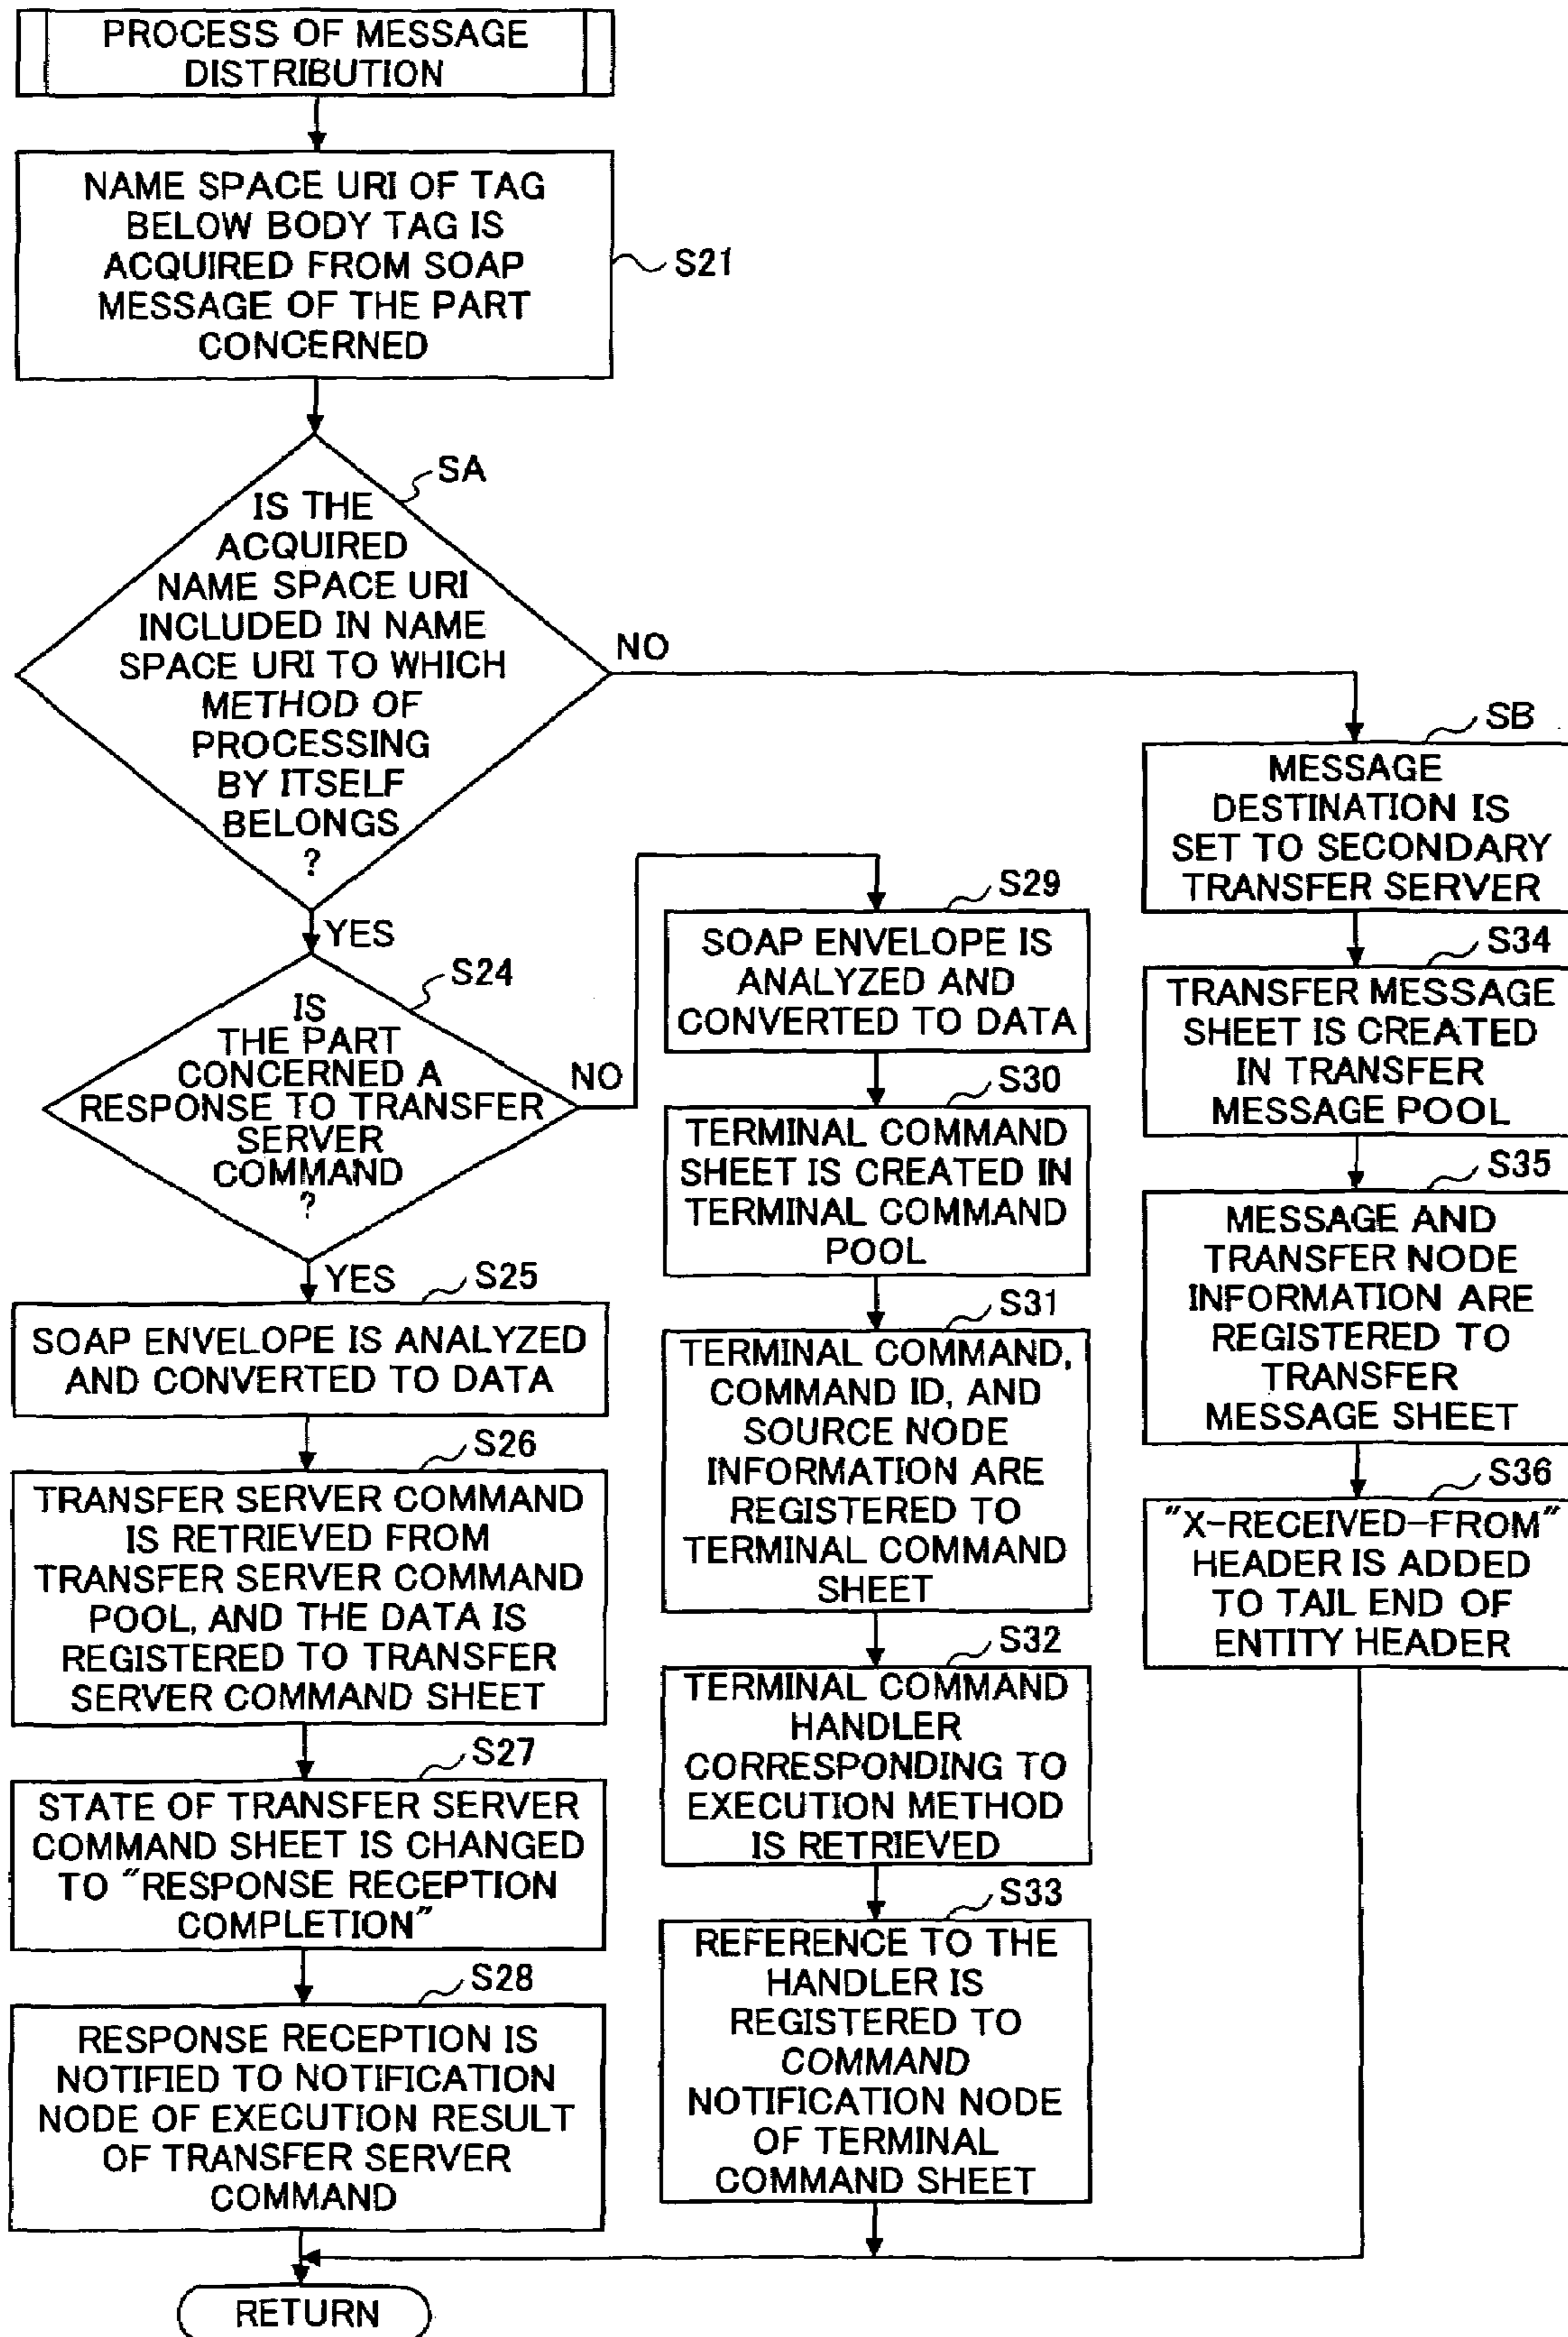 PROCESS OF MESSAGE
DISTRIBUTION
NAME SPACE URI OF TAG
BELOW BODY TAG IS
ACQUIRED FROM SOAP
MESSAGE OF THE PART
CONCERNED
S21
SA
IS THE
ACQUIRED
NAME SPACE URI
INCLUDED IN NAME
SPACE URI TO WHICH
METHOD OF
PROCESSING
BY ITSELF
BELONGS
?
NO
YES
S24
IS
THE PART
CONCERNED A
RESPONSE TO TRANSFER
SERVER
COMMAND
?
NO
YES
S25
SOAP ENVELOPE IS ANALYZED
AND CONVERTED TO DATA
S26
TRANSFER SERVER COMMAND
IS RETRIEVED FROM
TRANSFER SERVER COMMAND
POOL, AND THE DATA IS
REGISTERED TO TRANSFER
SERVER COMMAND SHEET
S27
STATE OF TRANSFER SERVER
COMMAND SHEET IS CHANGED
TO "RESPONSE RECEPTION
COMPLETION"
S28
RESPONSE RECEPTION IS
NOTIFIED TO NOTIFICATION
NODE OF EXECUTION RESULT
OF TRANSFER SERVER
COMMAND
S29
SOAP ENVELOPE IS
ANALYZED AND
CONVERTED TO DATA
S30
TERMINAL COMMAND
SHEET IS CREATED IN
TERMINAL COMMAND
POOL
S31
TERMINAL COMMAND,
COMMAND ID, AND
SOURCE NODE
INFORMATION ARE
REGISTERED TO
TERMINAL COMMAND
SHEET
S32
TERMINAL COMMAND
HANDLER
CORRESPONDING TO
EXECUTION METHOD
IS RETRIEVED
S33
REFERENCE TO THE
HANDLER IS
REGISTERED TO
COMMAND
NOTIFICATION NODE
OF TERMINAL
COMMAND SHEET
SB
MESSAGE
DESTINATION IS
SET TO SECONDARY
TRANSFER SERVER
S34
TRANSFER MESSAGE
SHEET IS CREATED
IN TRANSFER
MESSAGE POOL
S35
MESSAGE AND
TRANSFER NODE
INFORMATION ARE
REGISTERED TO
TRANSFER
MESSAGE SHEET
S36
"X-RECEIVED-FROM"
HEADER IS ADDED
TO TAIL END OF
ENTITY HEADER
RETURN